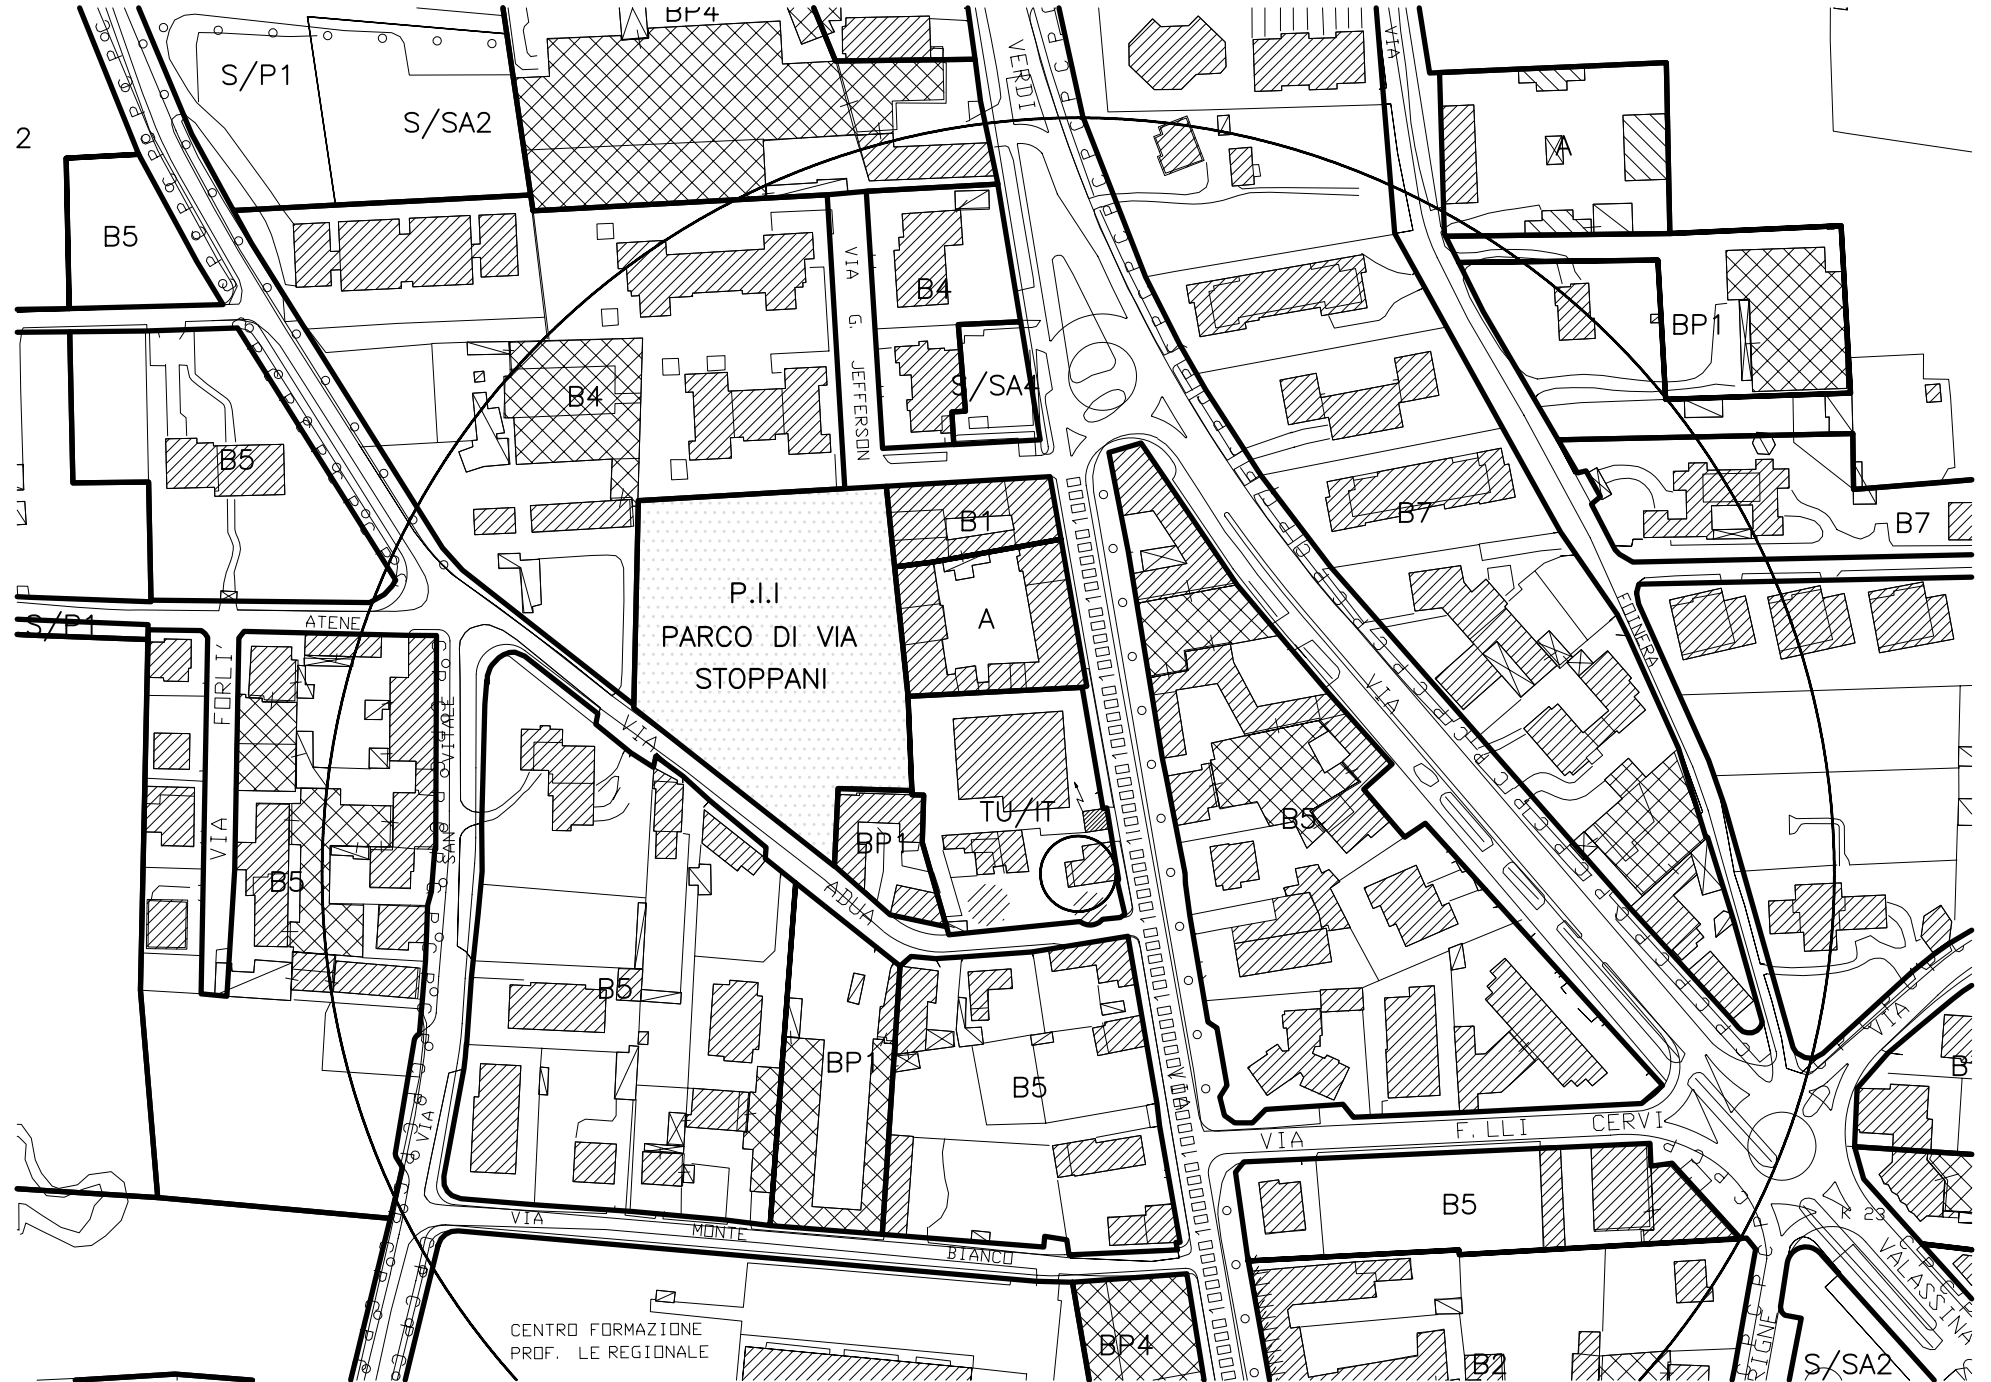 BP4
S/P1
S/SA2
VERDI
VIA
2
A
B5
B4
VIA G. JEFFERSON
BP1
S/SA4
B4
B5
B7
B7
B1
P.I.I
PARCO DI VIA
STOPPANI
A
S/P1
ATENE
FOINERA
VIA FORLI'
VIA SAN VITALE
VIA ADUA
VIA
TU/IT
BP1
B5
B5
B5
BP1
B5
VIA
VIA
VIA F.LLI CERVI
B5
K 23
VALASSINA
VIA MONTE BIANCO
CENTRO FORMAZIONE
PROF. LE REGIONALE
BP4
B2
S/SA2